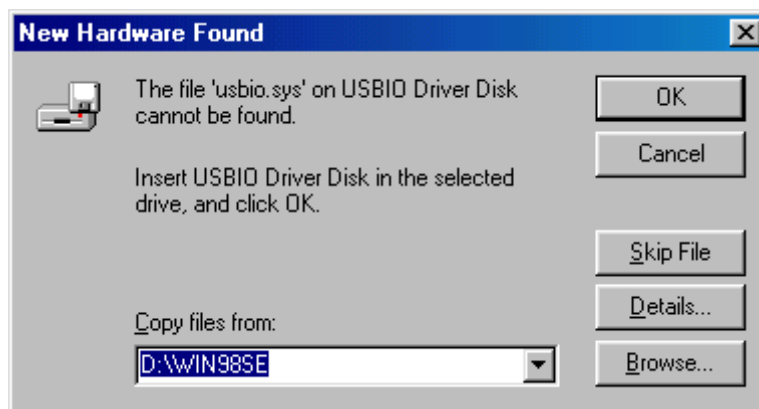 New Hardware Found
The file 'usbio.sys' on USBIO Driver Disk
cannot be found.
Insert USBIO Driver Disk in the selected
drive, and click OK.
Copy files from:
D:\WIN98SE
OK
Cancel
Skip File
Details...
Browse...